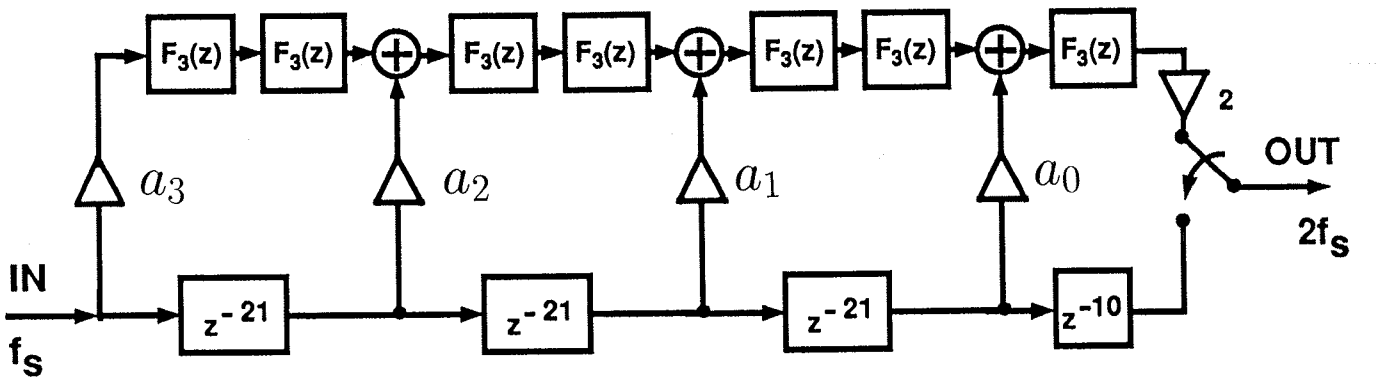 F₃(z) F₃(z) + F₃(z) F₃(z) + F₃(z) F₃(z) + F₃(z)
2
a₃ a₂ a₁ a₀
OUT
2fₛ
IN
fₛ
z⁻²¹ z⁻²¹ z⁻²¹ z⁻¹⁰